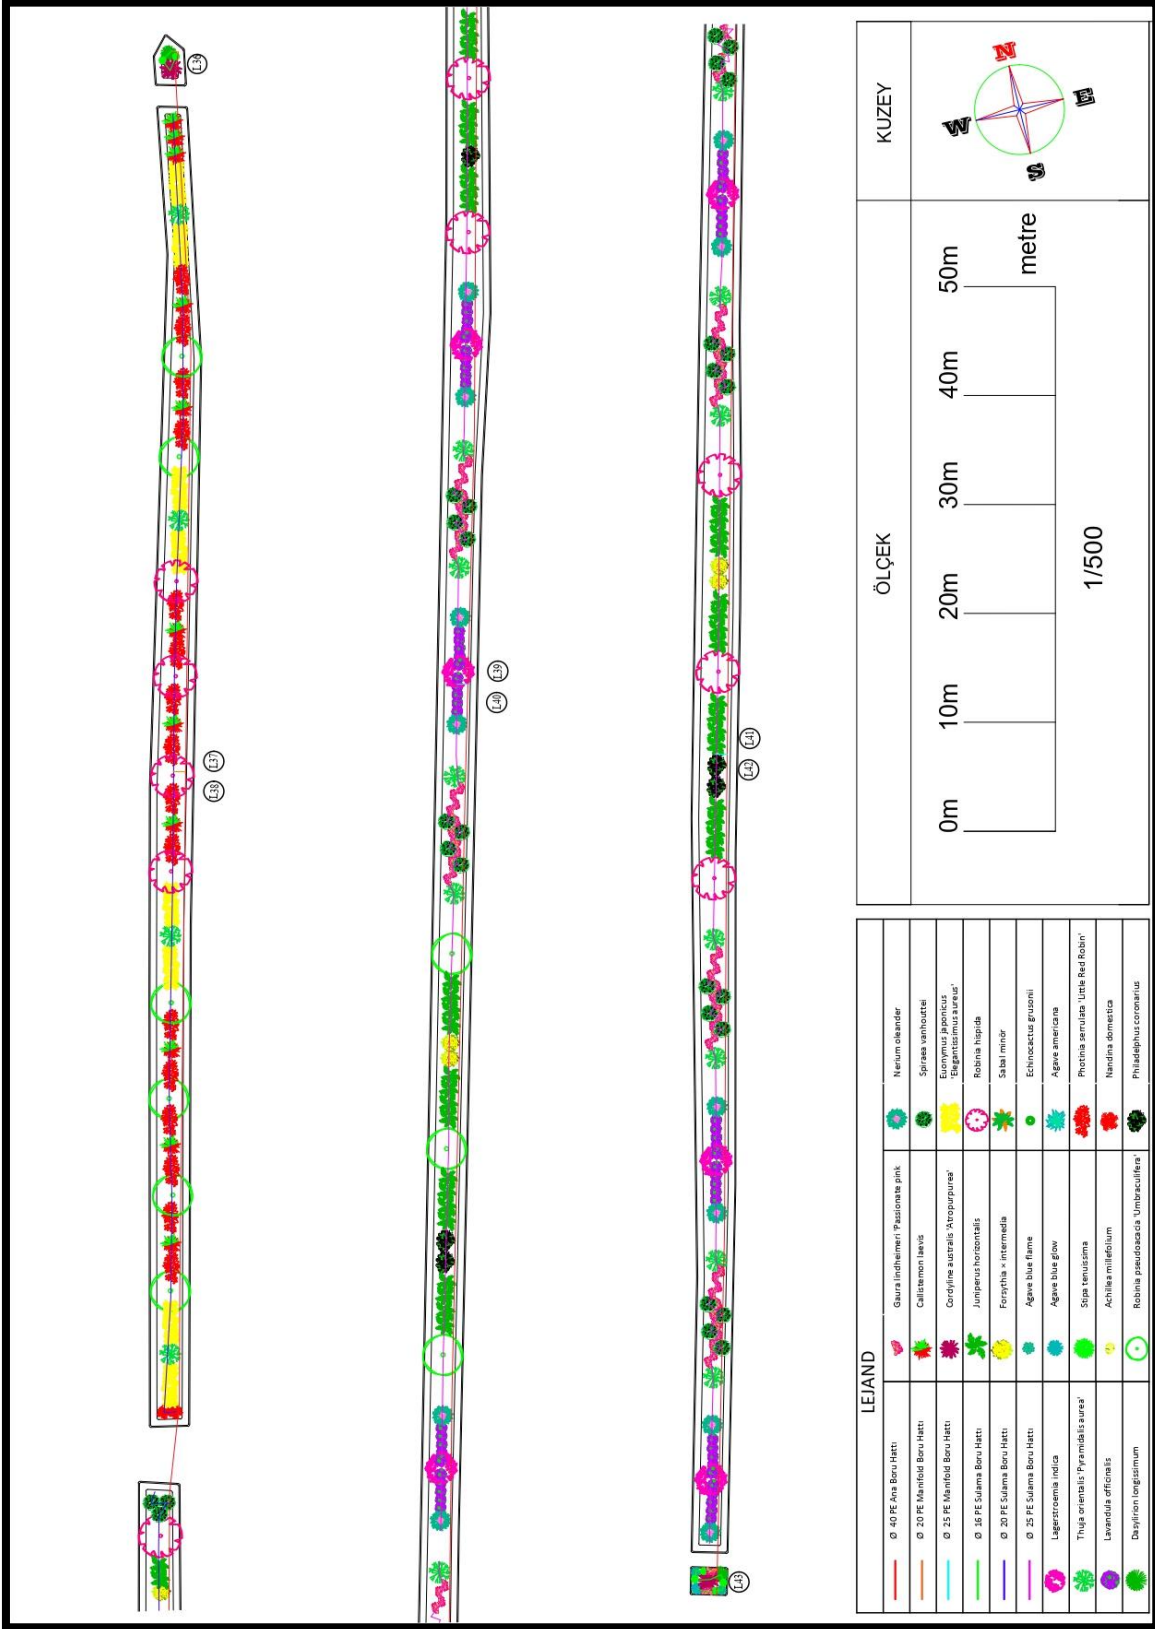 L36
L37
L38
L39
L40
L41
L42
L43
KUZEY
N
E
S
W
ÖLÇEK
0m 10m 20m 30m 40m 50m
metre
1/500
LEJAND
Ø 40 PE Ana Boru Hattı
Ø 20 PE Manifold Boru Hattı
Ø 25 PE Manifold Boru Hattı
Ø 16 PE Sulama Boru Hattı
Ø 20 PE Sulama Boru Hattı
Ø 25 PE Sulama Boru Hattı
Lagerstroemia indica
Thuja orientalis 'Pyramidalis aurea'
Lavandula officinalis
Dasylirion longissimum
Gaura lindheimeri 'Passionate pink
Callistemon laevis
Cordyline australis 'Atropurpurea'
Juniperus horizontalis
Forsythia × intermedia
Agave blue flame
Agave blue glow
Stipa tenuissima
Achillea millefolium
Robinia pseudoacacia 'Umbraculifera'
Nerium oleander
Spiraea vanhouttei
Euonymus japonicus
'Elegantissimus aureus'
Robinia hispida
Sabal minör
Echinocactus grusonii
Agave americana
Photinia serrulata 'Little Red Robin'
Nandina domestica
Philadelphus coronarius